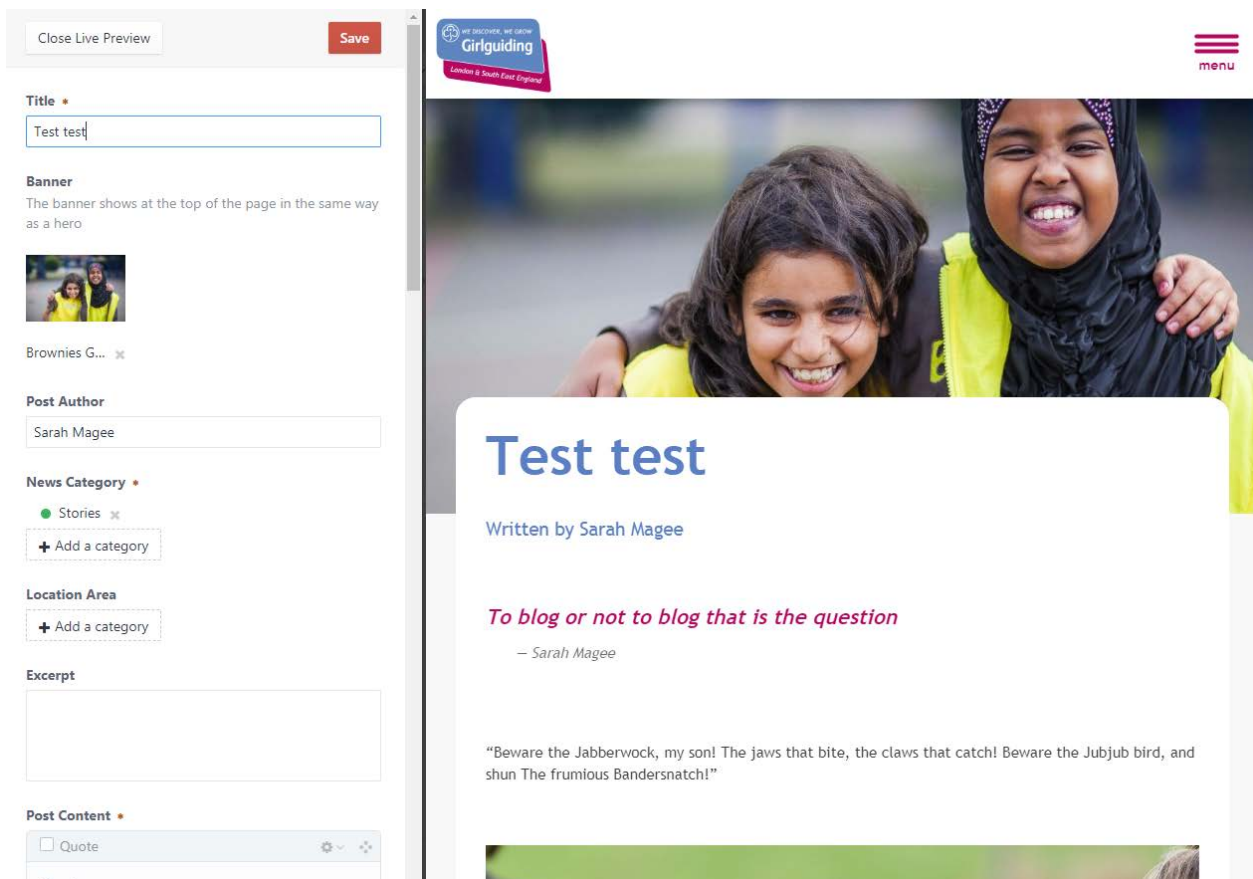 Close Live Preview
Save
Title *
Test test
Banner
The banner shows at the top of the page in the same way
as a hero
Brownies G...
Post Author
Sarah Magee
News Category *
Stories
Add a category
Location Area
Add a category
Excerpt
Post Content *
Quote
WE DISCOVER, WE GROW
Girlguiding
London & South East England
menu
Test test
Written by Sarah Magee
To blog or not to blog that is the question
— Sarah Magee
“Beware the Jabberwock, my son! The jaws that bite, the claws that catch! Beware the Jubjub bird, and
shun The frumious Bandersnatch!”